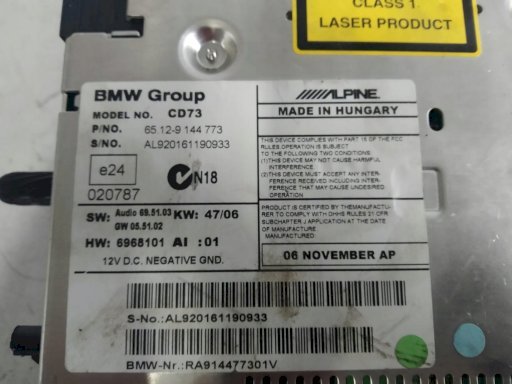 CLASS 1
LASER PRODUCT
BMW Group
MODEL NO. CD73
P/NO. 65.12-9 144 773
S/NO. AL920161190933
e24
020787
N18
SW: Audio 69.51.03 KW: 47/06
GW 05.51.02
HW: 6968101 AI :01
12V D.C. NEGATIVE GND.
ALPINE
MADE IN HUNGARY
THIS DEVICE COMPLIES WITH PART 15 OF THE FCC
RULES.OPERATION IS SUBJECT
TO THE FOLLOWING TWO CONDITIONS:
(1)THIS DEVICE MAY NOT CAUSE HARMFUL
INTERFERENCE
(2)THIS DEVICE MUST ACCEPT ANY INTER-
FERENCE RECEIVED INCLUDING INTER-
FERENCE THAT MAY CAUSE UNDESIRED
OPERATION
PRODUCT IS CERTIFIED BY THEMANUFACTU-
RER TO COMPLY WITH DHHS RULES 21 CFR
SUBCHAPTER J APPLICATION AT THE DATE
OF MANUFACTURE
MANUFACTURED:
06 NOVEMBER AP
S-No.:AL920161190933
BMW-Nr.:RA914477301V